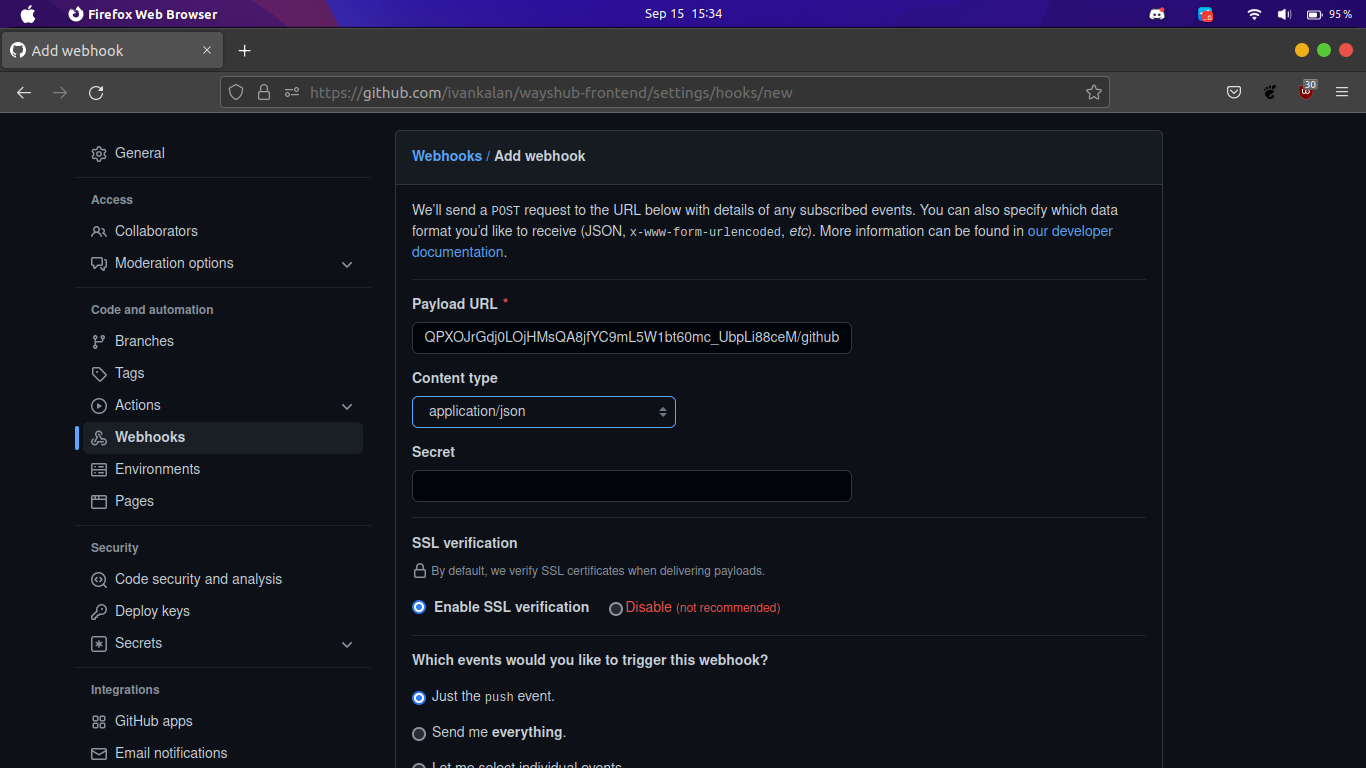 Firefox Web Browser
Sep 15 15:34
95 %
Add webhook
https://github.com/ivankalan/wayshub-frontend/settings/hooks/new
30
General
Access
Collaborators
Moderation options
Code and automation
Branches
Tags
Actions
Webhooks
Environments
Pages
Security
Code security and analysis
Deploy keys
Secrets
Integrations
GitHub apps
Email notifications
Webhooks / Add webhook
We'll send a POST request to the URL below with details of any subscribed events. You can also specify which data
format you'd like to receive (JSON, x-www-form-urlencoded, etc). More information can be found in our developer
documentation.
Payload URL *
QPXOJrGdj0LOjHMsQA8jfYC9mL5W1bt60mc_UbpLi88ceM/github
Content type
application/json
Secret
SSL verification
By default, we verify SSL certificates when delivering payloads.
Enable SSL verification Disable (not recommended)
Which events would you like to trigger this webhook?
Just the push event.
Send me everything.
Let me select individual events.